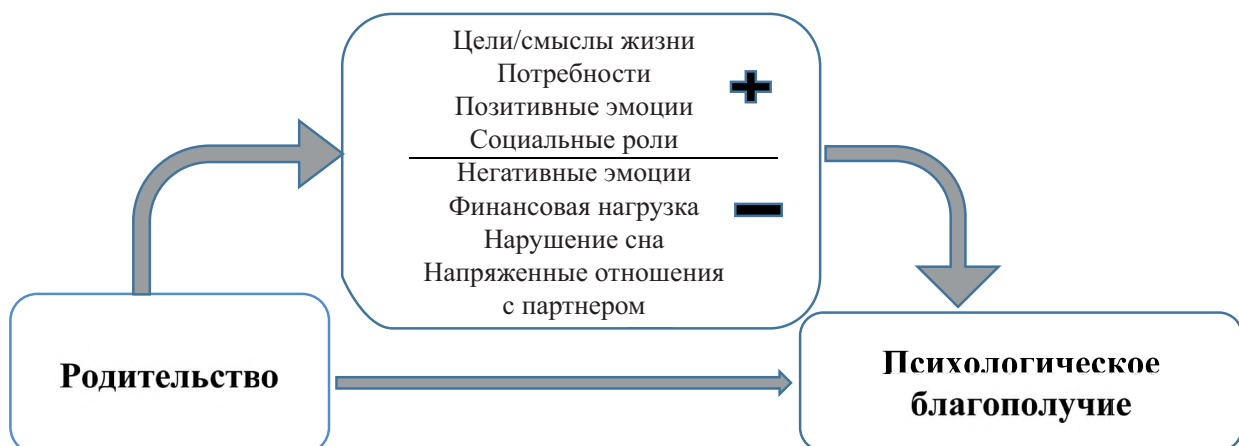 Цели/смыслы жизни
Потребности
Позитивные эмоции
Социальные роли
Негативные эмоции
Финансовая нагрузка
Нарушение сна
Напряженные отношения
с партнером
Родительство
Психологическое
благополучие